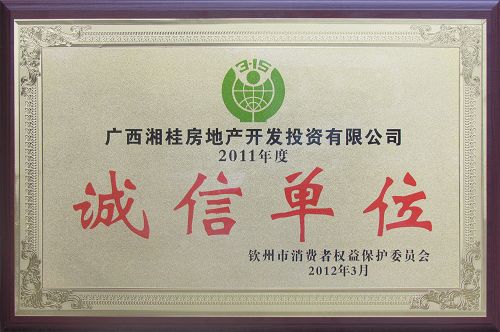 3·15
广西湘桂房地产开发投资有限公司
2011年度
诚信单位
钦州市消费者权益保护委员会
2012年3月